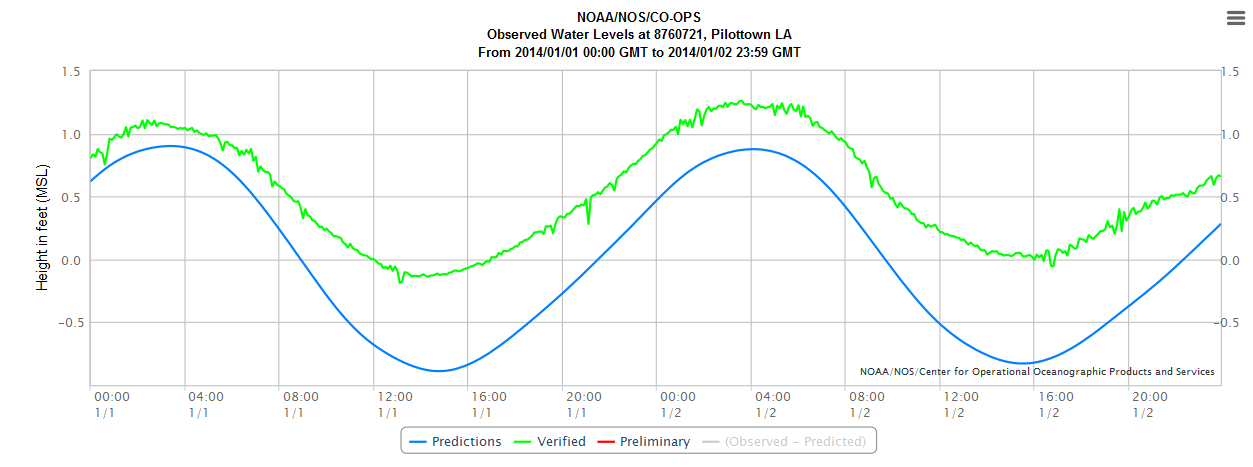 NOAA/NOS/CO-OPS
Observed Water Levels at 8760721, Pilottown LA
From 2014/01/01 00:00 GMT to 2014/01/02 23:59 GMT
Height in feet (MSL)
1.5 1.5
1.0 1.0
0.5 0.5
0.0 0.0
−0.5 −0.5
NOAA/NOS/Center for Operational Oceanographic Products and Services
00:00 04:00 08:00 12:00 16:00 20:00 00:00 04:00 08:00 12:00 16:00 20:00
1/1 1/1 1/1 1/1 1/1 1/1 1/2 1/2 1/2 1/2 1/2 1/2
Predictions Verified Preliminary (Observed − Predicted)